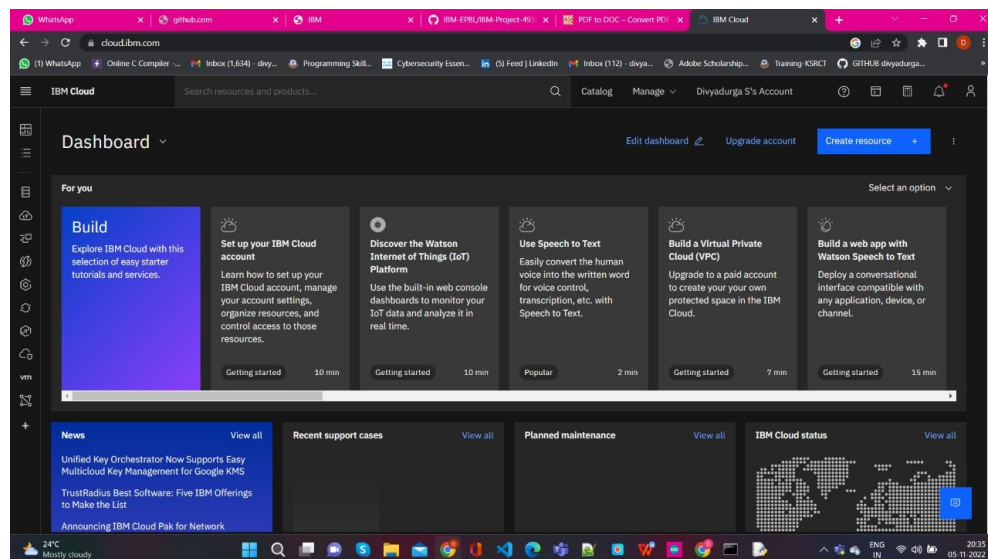 WhatsApp
github.com
IBM
IBM-EPBL/IBM-Project-493
PDF to DOC – Convert PDF
IBM Cloud
cloud.ibm.com
(1) WhatsApp
Online C Compiler -...
Inbox (1,634) - divy...
Programming Skill...
Cybersecurity Essen...
(5) Feed | LinkedIn
Inbox (112) - divya...
Adobe Scholarship...
Training-KSRCT
GITHUB divyadurga...
IBM Cloud
Search resources and products...
Catalog
Manage
Divyadurga S's Account
Dashboard
Edit dashboard
Upgrade account
Create resource +
For you
Select an option
Build
Explore IBM Cloud with this
selection of easy starter
tutorials and services.
Set up your IBM Cloud
account
Learn how to set up your
IBM Cloud account, manage
your account settings,
organize resources, and
control access to those
resources.
Getting started
10 min
Discover the Watson
Internet of Things (IoT)
Platform
Use the built-in web console
dashboards to monitor your
IoT data and analyze it in
real time.
Getting started
10 min
Use Speech to Text
Easily convert the human
voice into the written word
for voice control,
transcription, etc. with
Speech to Text.
Popular
2 min
Build a Virtual Private
Cloud (VPC)
Upgrade to a paid account
to create your your own
protected space in the IBM
Cloud.
Getting started
7 min
Build a web app with
Watson Speech to Text
Deploy a conversational
interface compatible with
any application, device, or
channel.
Getting started
15 min
vm
News
View all
Unified Key Orchestrator Now Supports Easy
Multicloud Key Management for Google KMS
TrustRadius Best Software: Five IBM Offerings
to Make the List
Announcing IBM Cloud Pak for Network
Recent support cases
View all
Planned maintenance
View all
IBM Cloud status
View all
24°C
Mostly cloudy
ENG
IN
20:35
05-11-2022